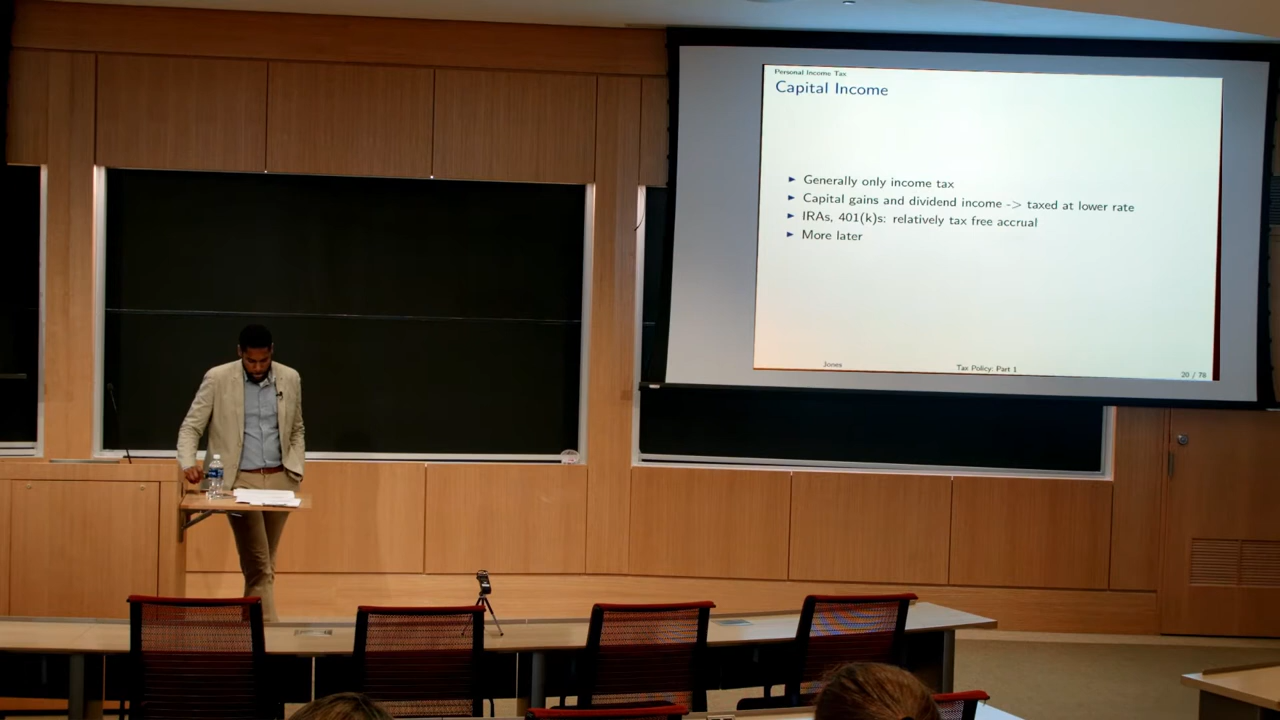 Personal Income Tax
Capital Income
Generally only income tax
Capital gains and dividend income -> taxed at lower rate
IRAs, 401(k)s: relatively tax free accrual
More later
Jones
Tax Policy: Part 1
20 / 78